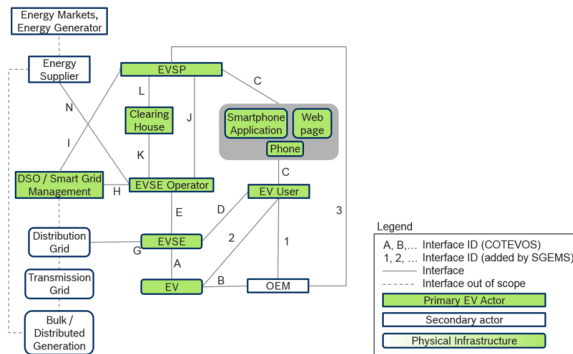 Energy Markets,
Energy Generator
Energy
Supplier
EVSP
C
N
L
Clearing
House
J
Smartphone
Application
Web
page
Phone
I
K
C
DSO / Smart Grid
Management
H
EVSE Operator
EV User
3
E
D
Distribution
Grid
G
EVSE
2
1
A
Transmission
Grid
EV
B
OEM
Bulk /
Distributed
Generation
Legend
A, B,... Interface ID (COTEVOS)
1, 2, ... Interface ID (added by SGEMS)
Interface
Interface out of scope
Primary EV Actor
Secondary actor
Physical Infrastructure